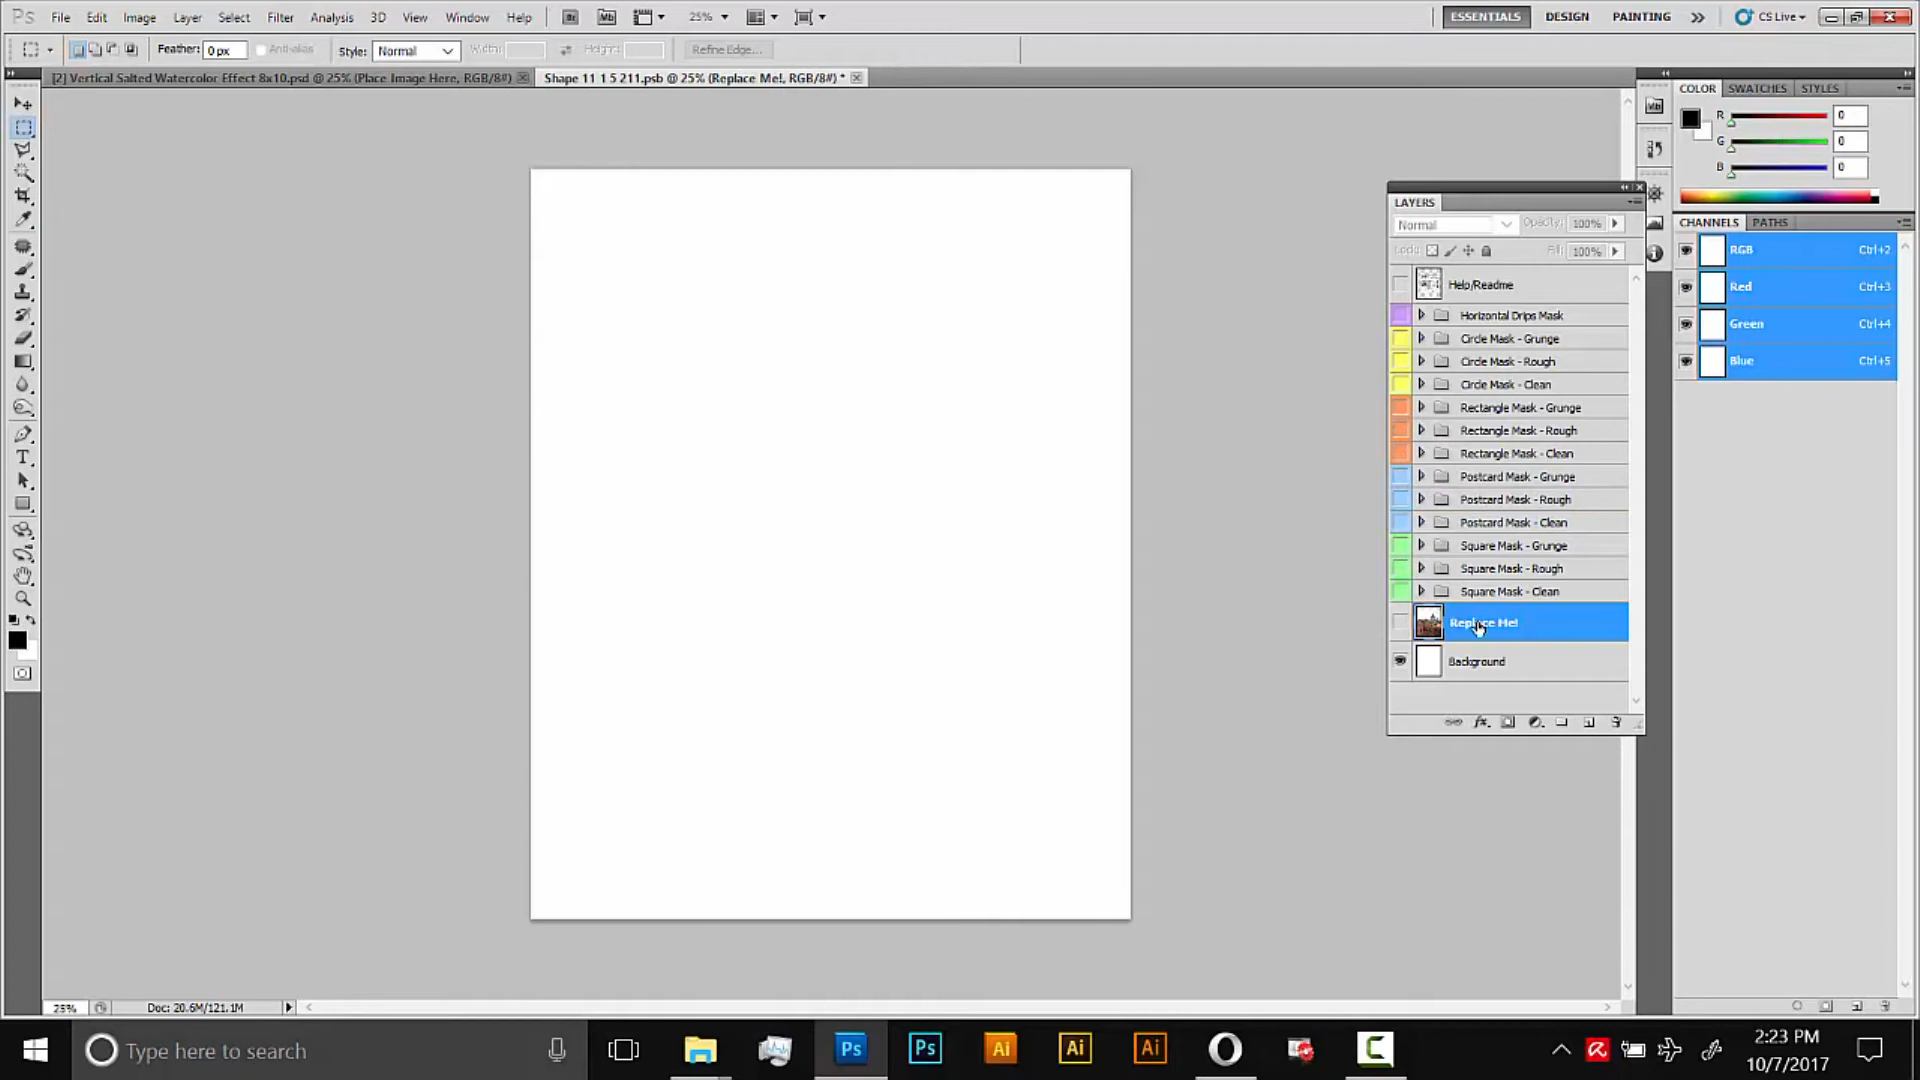 Ps File Edit Image Layer Select Filter Analysis 3D View Window Help Br Mb 25% ESSENTIALS DESIGN PAINTING CS Live
Feather: 0 px Anti-alias Style: Normal Width: Height: Refine Edge...
[2] Vertical Salted Watercolor Effect 8x10.psd @ 25% (Place Image Here, RGB/8#) Shape 11 1 5 211.psb @ 25% (Replace Me!, RGB/8#) *
COLOR SWATCHES STYLES
R 0
G 0
B 0
Mb
LAYERS
Normal Opacity: 100%
Lock: Fill: 100%
Help/Readme
Horizontal Drips Mask
Circle Mask - Grunge
Circle Mask - Rough
Circle Mask - Clean
Rectangle Mask - Grunge
Rectangle Mask - Rough
Rectangle Mask - Clean
Postcard Mask - Grunge
Postcard Mask - Rough
Postcard Mask - Clean
Square Mask - Grunge
Square Mask - Rough
Square Mask - Clean
Replace Me!
Background
CHANNELS PATHS
RGB Ctrl+2
Red Ctrl+3
Green Ctrl+4
Blue Ctrl+5
25% Doc: 20.6M/121.1M
Type here to search Ps Ps Ai Ai Ai 2:23 PM
10/7/2017